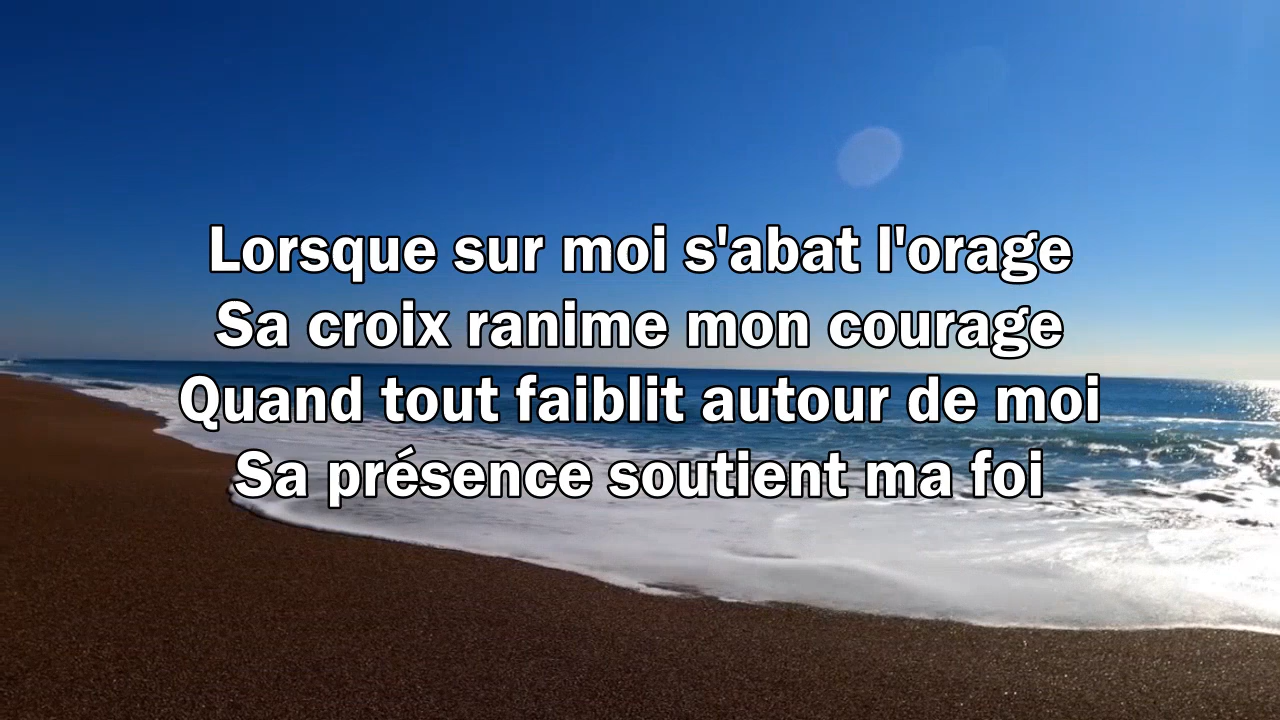 Lorsque sur moi s'abat l'orage
Sa croix ranime mon courage
Quand tout faiblit autour de moi
Sa présence soutient ma foi